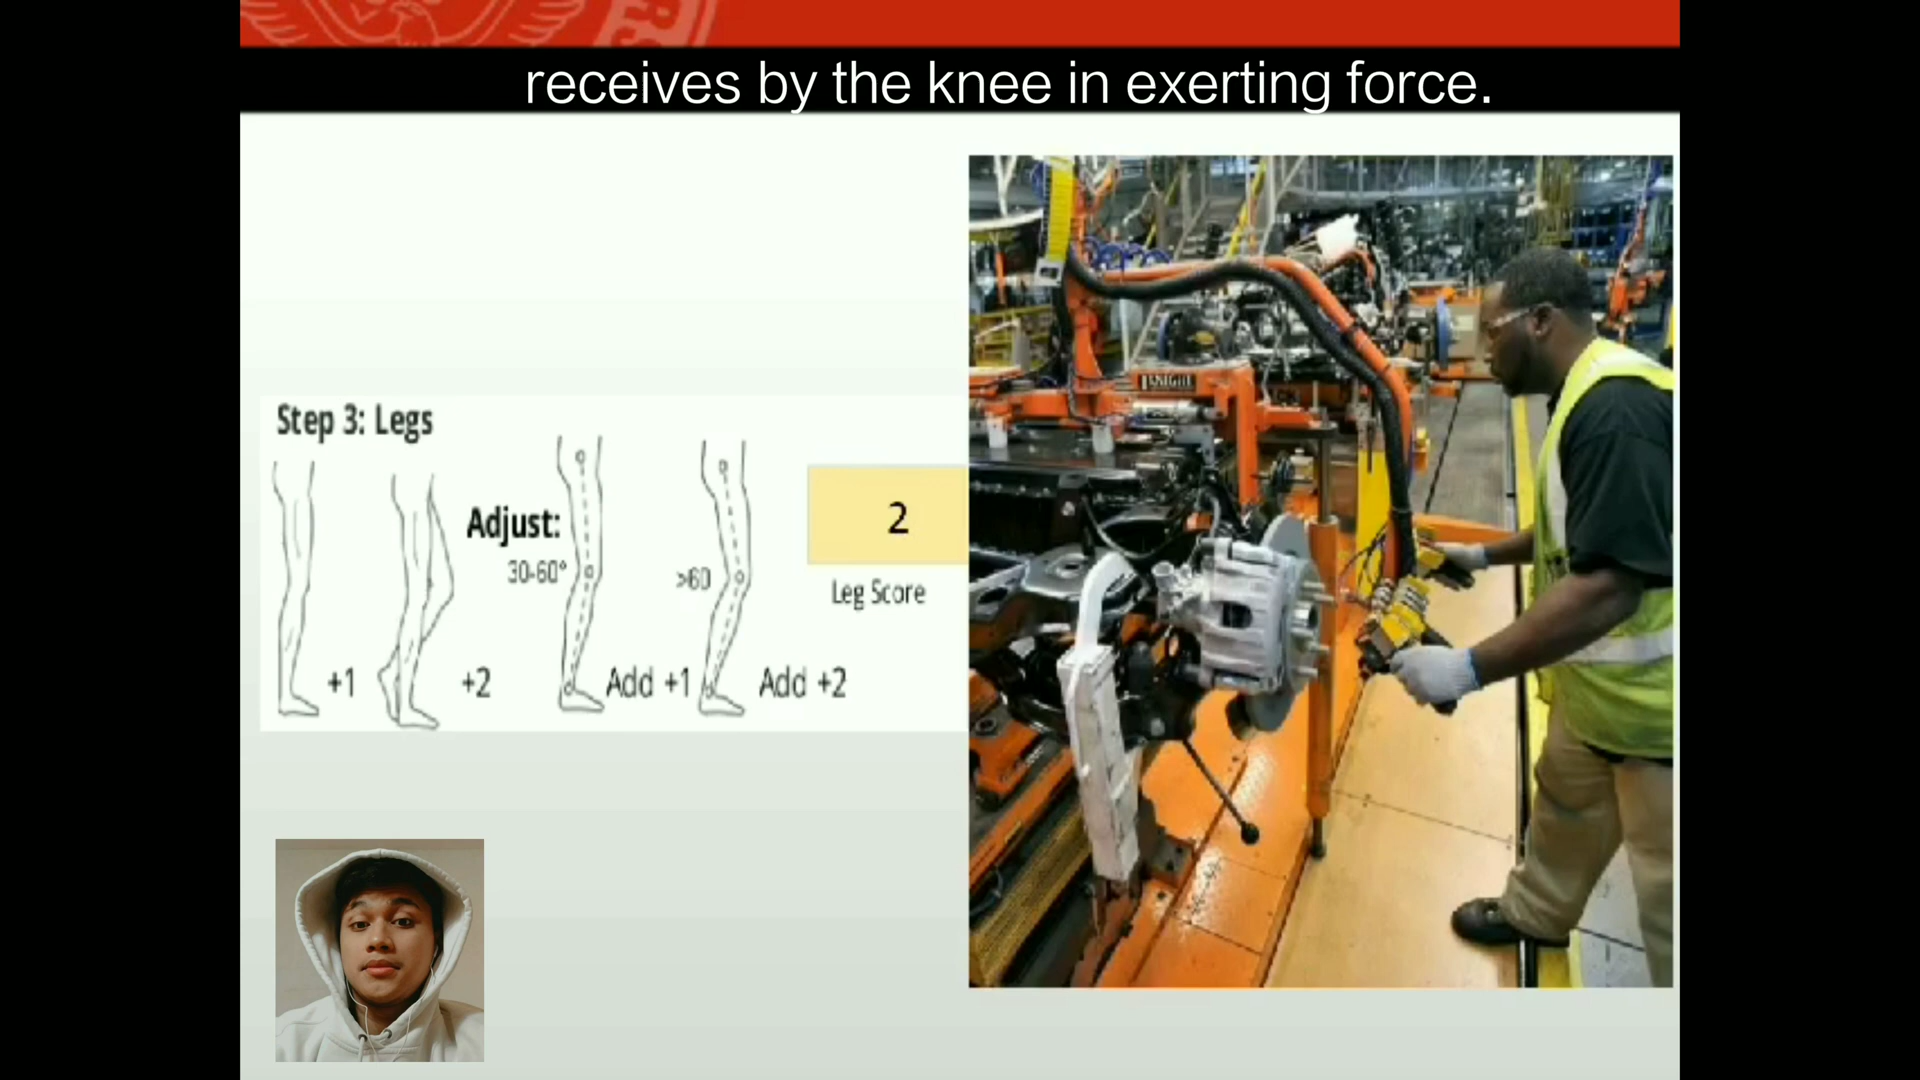 receives by the knee in exerting force.
Step 3: Legs
Adjust:
2
30-60°
>60
Leg Score
+1
+2
Add +1
Add +2
KNIGHT